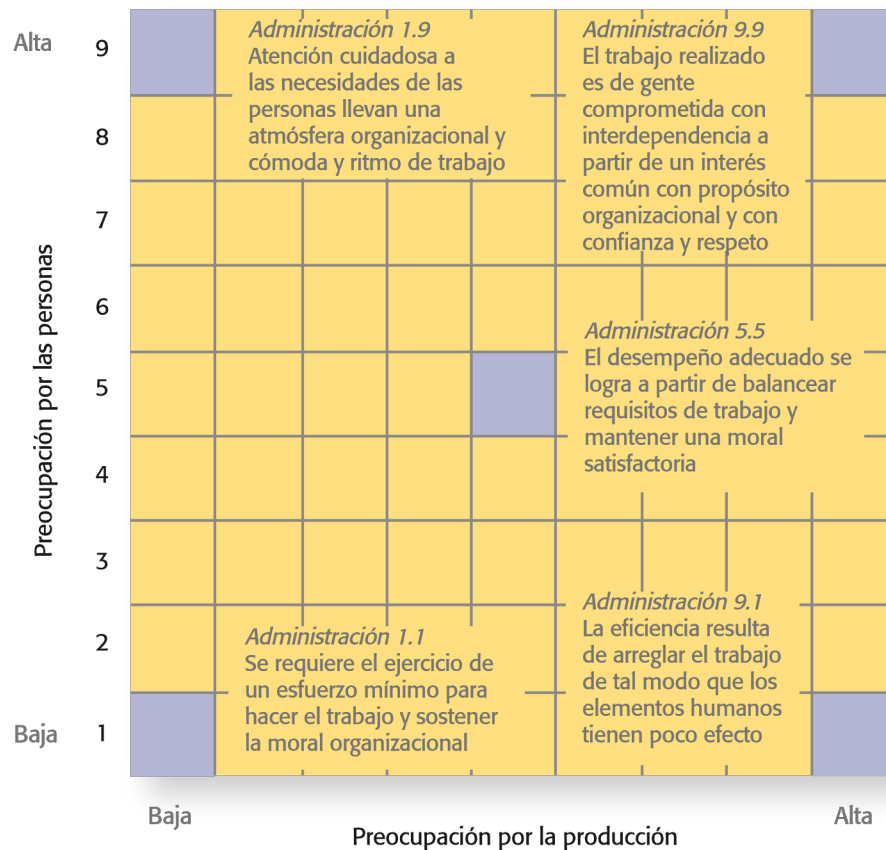 Alta
9
8
7
6
5
4
3
2
1
Baja
Preocupación por las personas
Administración 1.9
Atención cuidadosa a
las necesidades de las
personas llevan una
atmósfera organizacional y
cómoda y ritmo de trabajo
Administración 9.9
El trabajo realizado
es de gente
comprometida con
interdependencia a
partir de un interés
común con propósito
organizacional y con
confianza y respeto
Administración 5.5
El desempeño adecuado se
logra a partir de balancear
requisitos de trabajo y
mantener una moral
satisfactoria
Administración 1.1
Se requiere el ejercicio de
un esfuerzo mínimo para
hacer el trabajo y sostener
la moral organizacional
Administración 9.1
La eficiencia resulta
de arreglar el trabajo
de tal modo que los
elementos humanos
tienen poco efecto
Baja
Alta
Preocupación por la producción